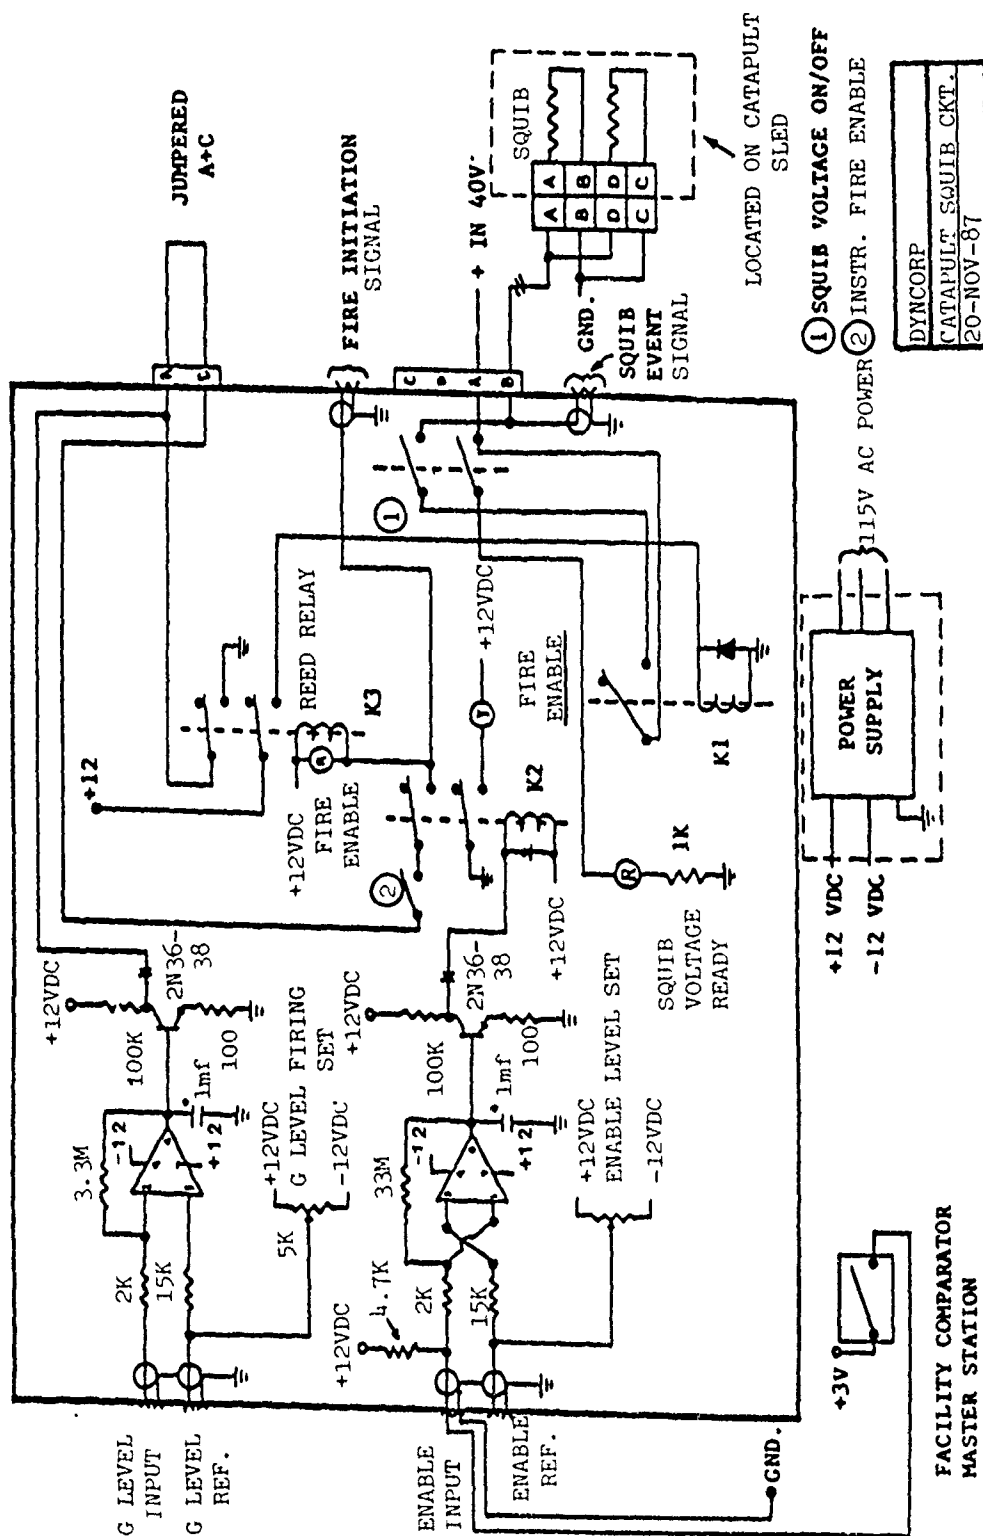 G LEVEL
INPUT
G LEVEL
REF.
ENABLE
INPUT
ENABLE
REF.
2K
15K
3.3M
-12
+12
1mf
100K
100
+12VDC
2N36-
38
+12VDC
G LEVEL FIRING
SET
-12VDC
5K
+12VDC
4.7K
2K
15K
33M
-12
+12
1mf
100K
100
+12VDC
2N36-
38
+12VDC
ENABLE LEVEL SET
-12VDC
+12
+12VDC
FIRE
ENABLE
REED RELAY
K3
2
K2
+12VDC
+12VDC
Y
FIRE
ENABLE
SQUIB
VOLTAGE
READY
R
1K
K1
1
JUMPERED
A+C
FIRE INITIATION
SIGNAL
C
D
A
B
+ IN 40V
GND.
SQUIB
EVENT
SIGNAL
SQUIB
A A
B B
D D
C C
LOCATED ON CATAPULT
SLED
1 SQUIB VOLTAGE ON/OFF
2 INSTR. FIRE ENABLE
DYNCORP
CATAPULT SQUIB CKT.
20-NOV-87
115V AC POWER
POWER
SUPPLY
+12 VDC
-12 VDC
GND.
+3V
FACILITY COMPARATOR
MASTER STATION